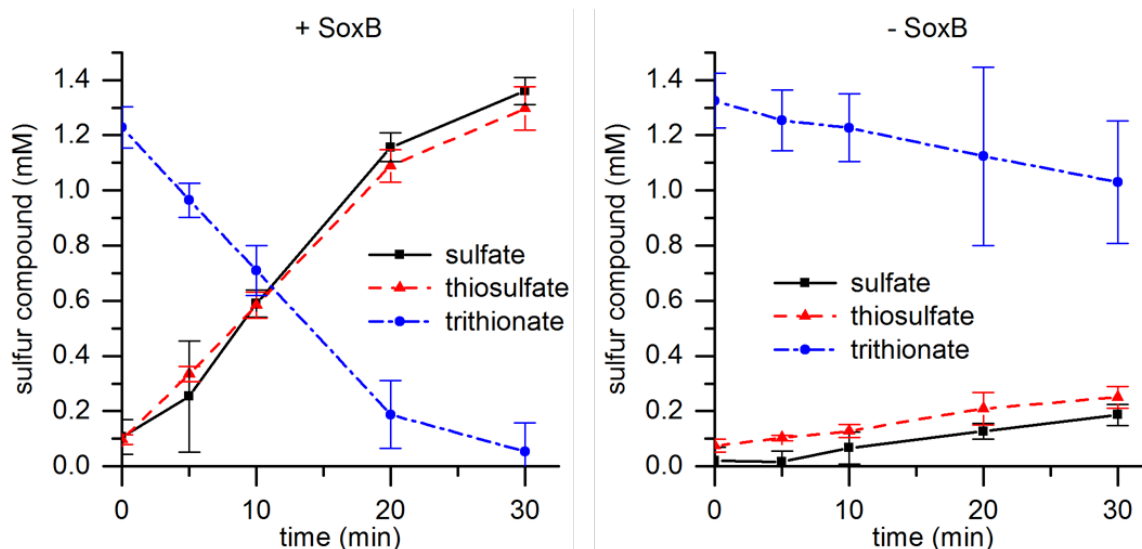 + SoxB
sulfur compound (mM)
1.4
1.2
1.0
0.8
0.6
0.4
0.2
0.0
sulfate
thiosulfate
trithionate
0 10 20 30
time (min)
- SoxB
sulfur compound (mM)
1.4
1.2
1.0
0.8
0.6
0.4
0.2
0.0
sulfate
thiosulfate
trithionate
0 10 20 30
time (min)